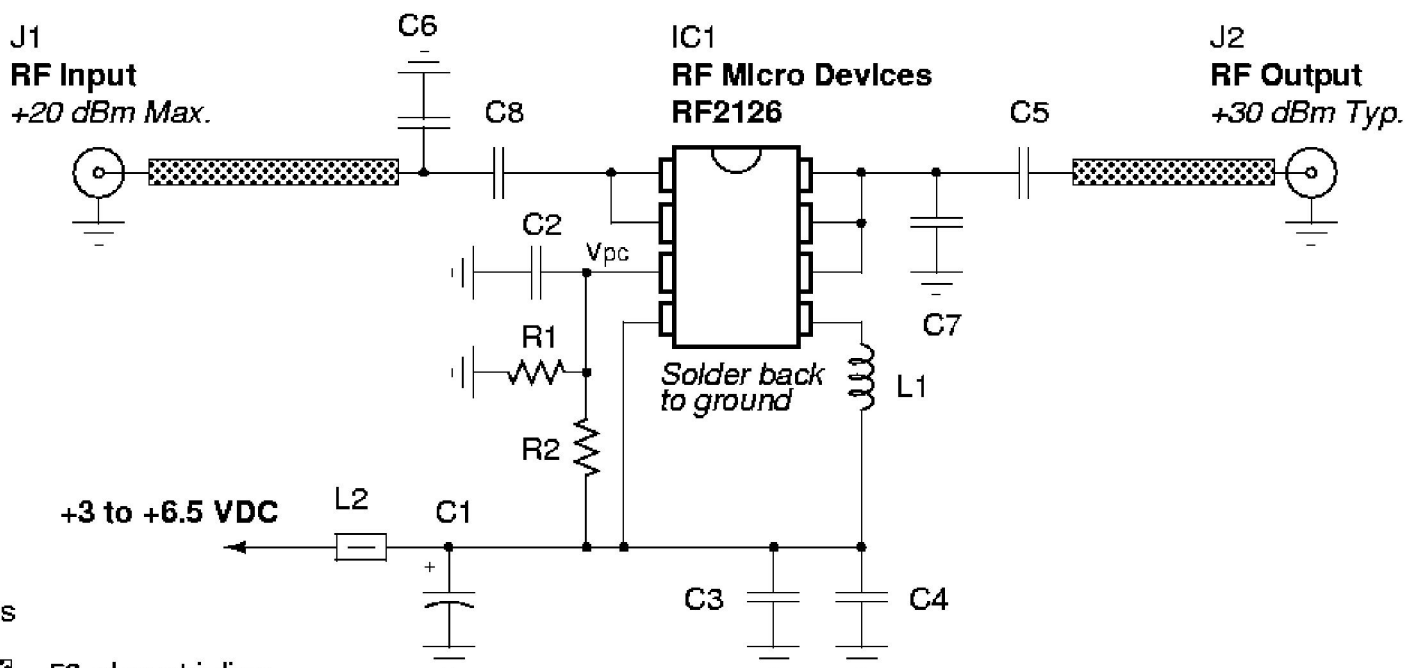 J1
RF Input
+20 dBm Max.
C6
C8
IC1
RF Micro Devices
RF2126
C5
J2
RF Output
+30 dBm Typ.
C2
Vpc
R1
C7
Solder back
to ground
L1
R2
+3 to +6.5 VDC
L2
C1
+
C3
C4
s